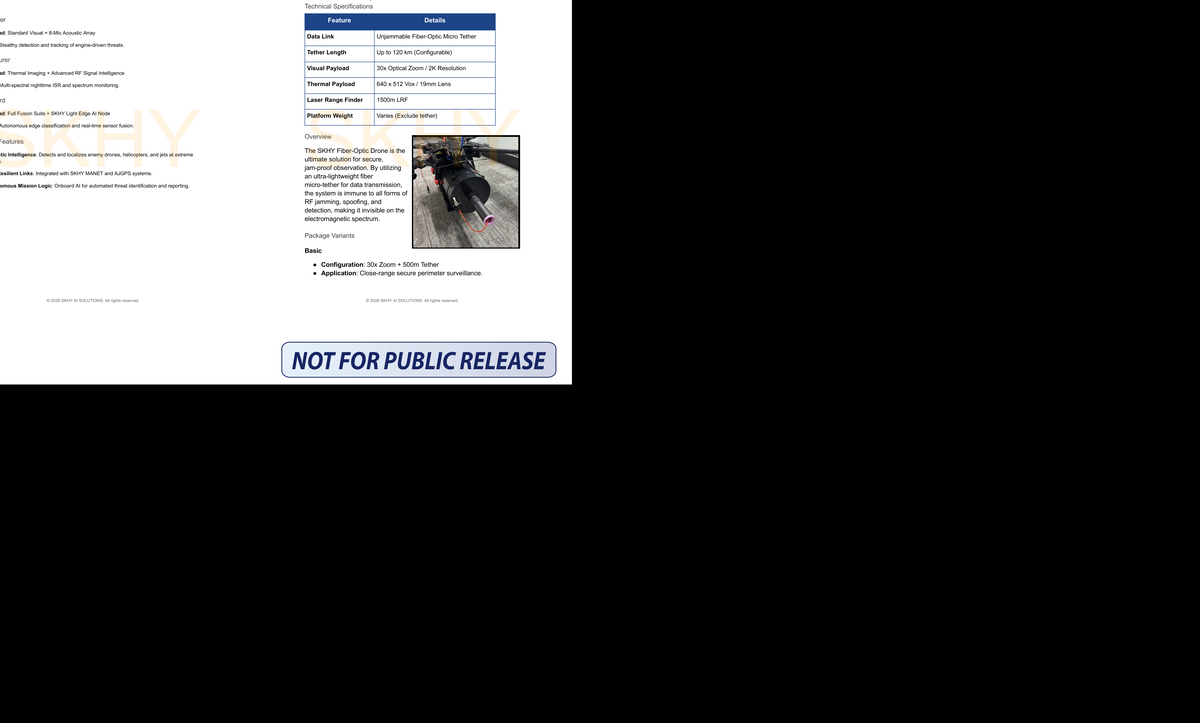 er
ad: Standard Visual + 8-Mic Acoustic Array
Stealthy detection and tracking of engine-driven threats.
urer
ad: Thermal Imaging + Advanced RF Signal Intelligence
Multi-spectral nighttime ISR and spectrum monitoring.
rd
ad: Full Fusion Suite + SKHY Light Edge AI Node
Autonomous edge classification and real-time sensor fusion.
Features
tic Intelligence: Detects and localizes enemy drones, helicopters, and jets at extreme
esilient Links: Integrated with SKHY MANET and AJGPS systems.
omous Mission Logic: Onboard AI for automated threat identification and reporting.
SKHY
© 2026 SKHY AI SOLUTIONS. All rights reserved
Technical Specifications
Feature Details
Data Link Unjammable Fiber-Optic Micro Tether
Tether Length Up to 120 km (Configurable)
Visual Payload 30x Optical Zoom / 2K Resolution
Thermal Payload 640 x 512 Vox / 19mm Lens
Laser Range Finder 1500m LRF
Platform Weight Varies (Exclude tether)
SKHY
Overview
The SKHY Fiber-Optic Drone is the
ultimate solution for secure,
jam-proof observation. By utilizing
an ultra-lightweight fiber
micro-tether for data transmission,
the system is immune to all forms of
RF jamming, spoofing, and
detection, making it invisible on the
electromagnetic spectrum.
Package Variants
Basic
● Configuration: 30x Zoom + 500m Tether
● Application: Close-range secure perimeter surveillance.
© 2026 SKHY AI SOLUTIONS. All rights reserved
NOT FOR PUBLIC RELEASE